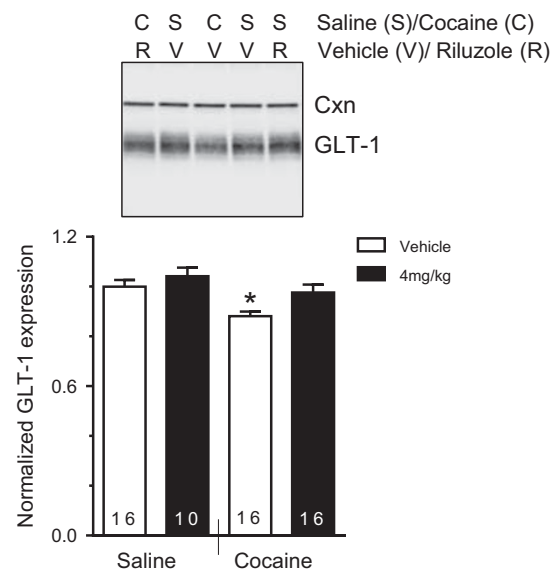 C S C S S Saline (S)/Cocaine (C)
R V V V R Vehicle (V)/ Riluzole (R)
Cxn
GLT-1
1.2
Vehicle
4mg/kg
*
0.6
Normalized GLT-1 expression
16 10 16 16
0.0
Saline Cocaine